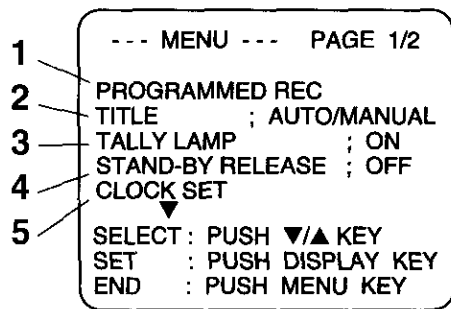 --- MENU --- PAGE 1/2
1 PROGRAMMED REC
2 TITLE ; AUTO/MANUAL
3 TALLY LAMP ; ON
4 STAND-BY RELEASE ; OFF
5 CLOCK SET
▼
SELECT : PUSH ▼/▲ KEY
SET : PUSH DISPLAY KEY
END : PUSH MENU KEY